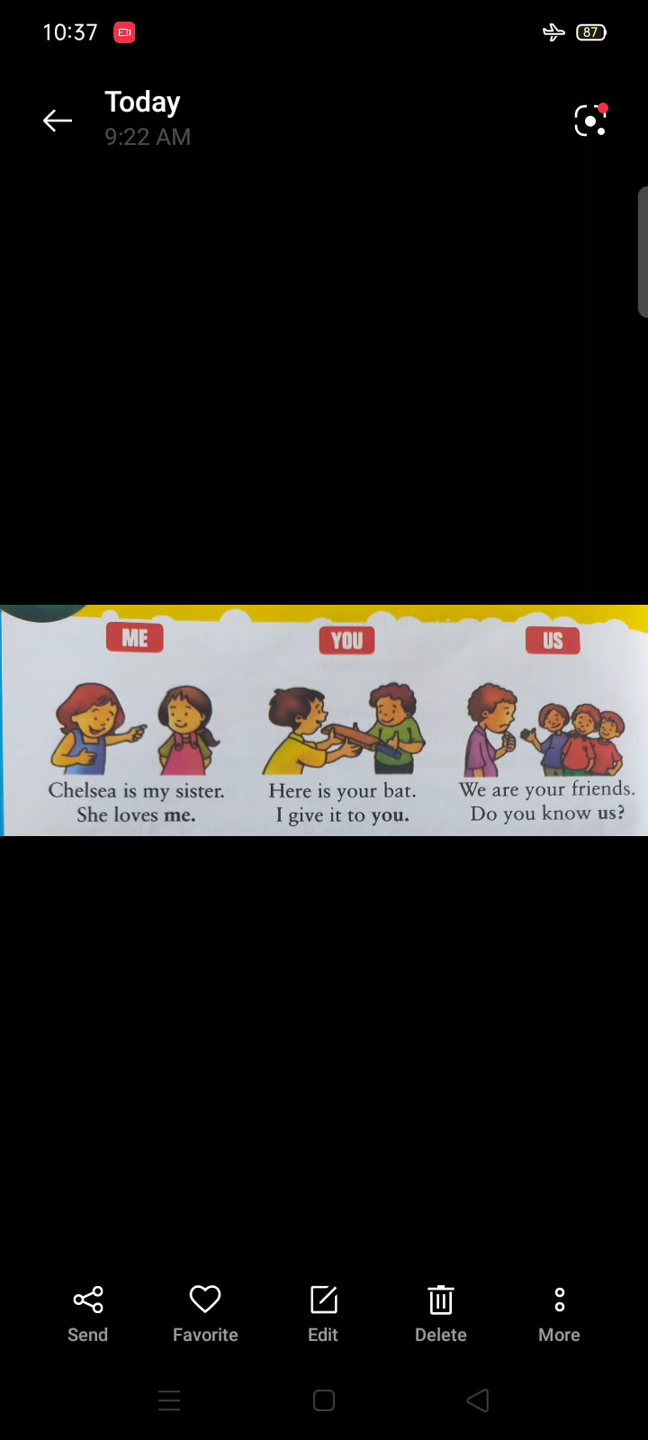 10:37
87
Today
9:22 AM
ME
YOU
US
Chelsea is my sister.
She loves me.
Here is your bat.
I give it to you.
We are your friends.
Do you know us?
Send
Favorite
Edit
Delete
More